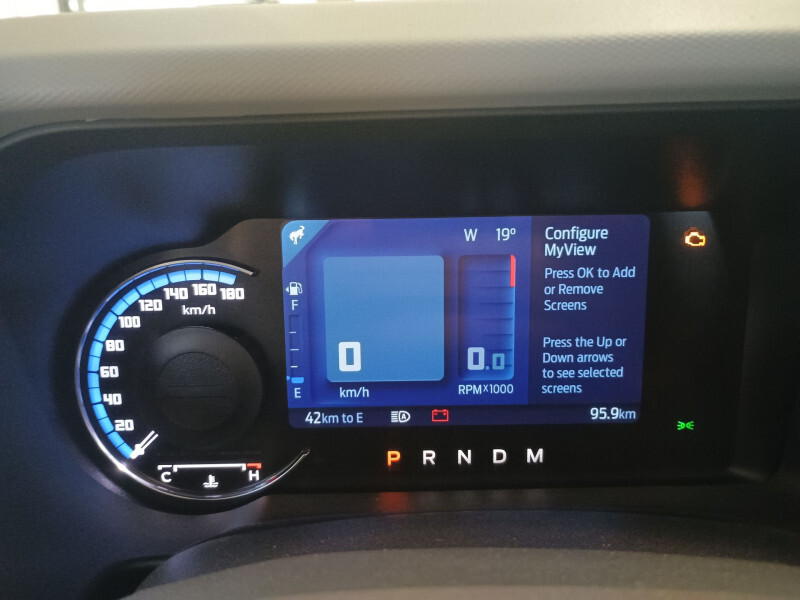 20
40
60
80
100
120
140
160
180
km/h
C
H
W 19°
F
E
0
km/h
0.0
RPMx1000
Configure
MyView
Press OK to Add
or Remove
Screens
Press the Up or
Down arrows
to see selected
screens
42km to E
A
95.9km
P R N D M